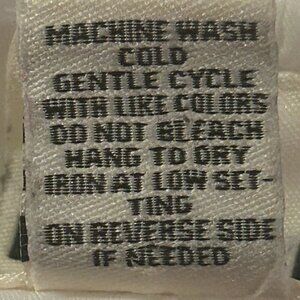 MACHINE WASH
COLD
GENTLE CYCLE
WITH LIKE COLORS
DO NOT BLEACH
HANG TO DRY
IRON AT LOW SET-
TING
ON REVERSE SIDE
IF NEEDED